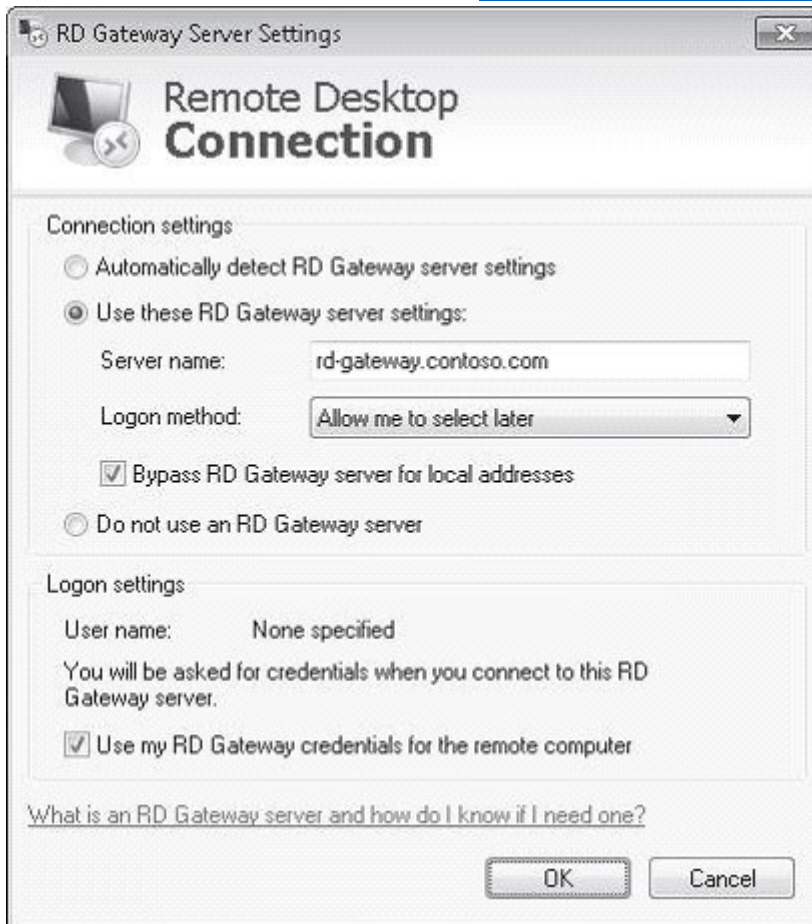 RD Gateway Server Settings
Remote Desktop
Connection
Connection settings
Automatically detect RD Gateway server settings
Use these RD Gateway server settings:
Server name: rd-gateway.contoso.com
Logon method: Allow me to select later
Bypass RD Gateway server for local addresses
Do not use an RD Gateway server
Logon settings
User name: None specified
You will be asked for credentials when you connect to this RD
Gateway server.
Use my RD Gateway credentials for the remote computer
What is an RD Gateway server and how do I know if I need one?
OK Cancel